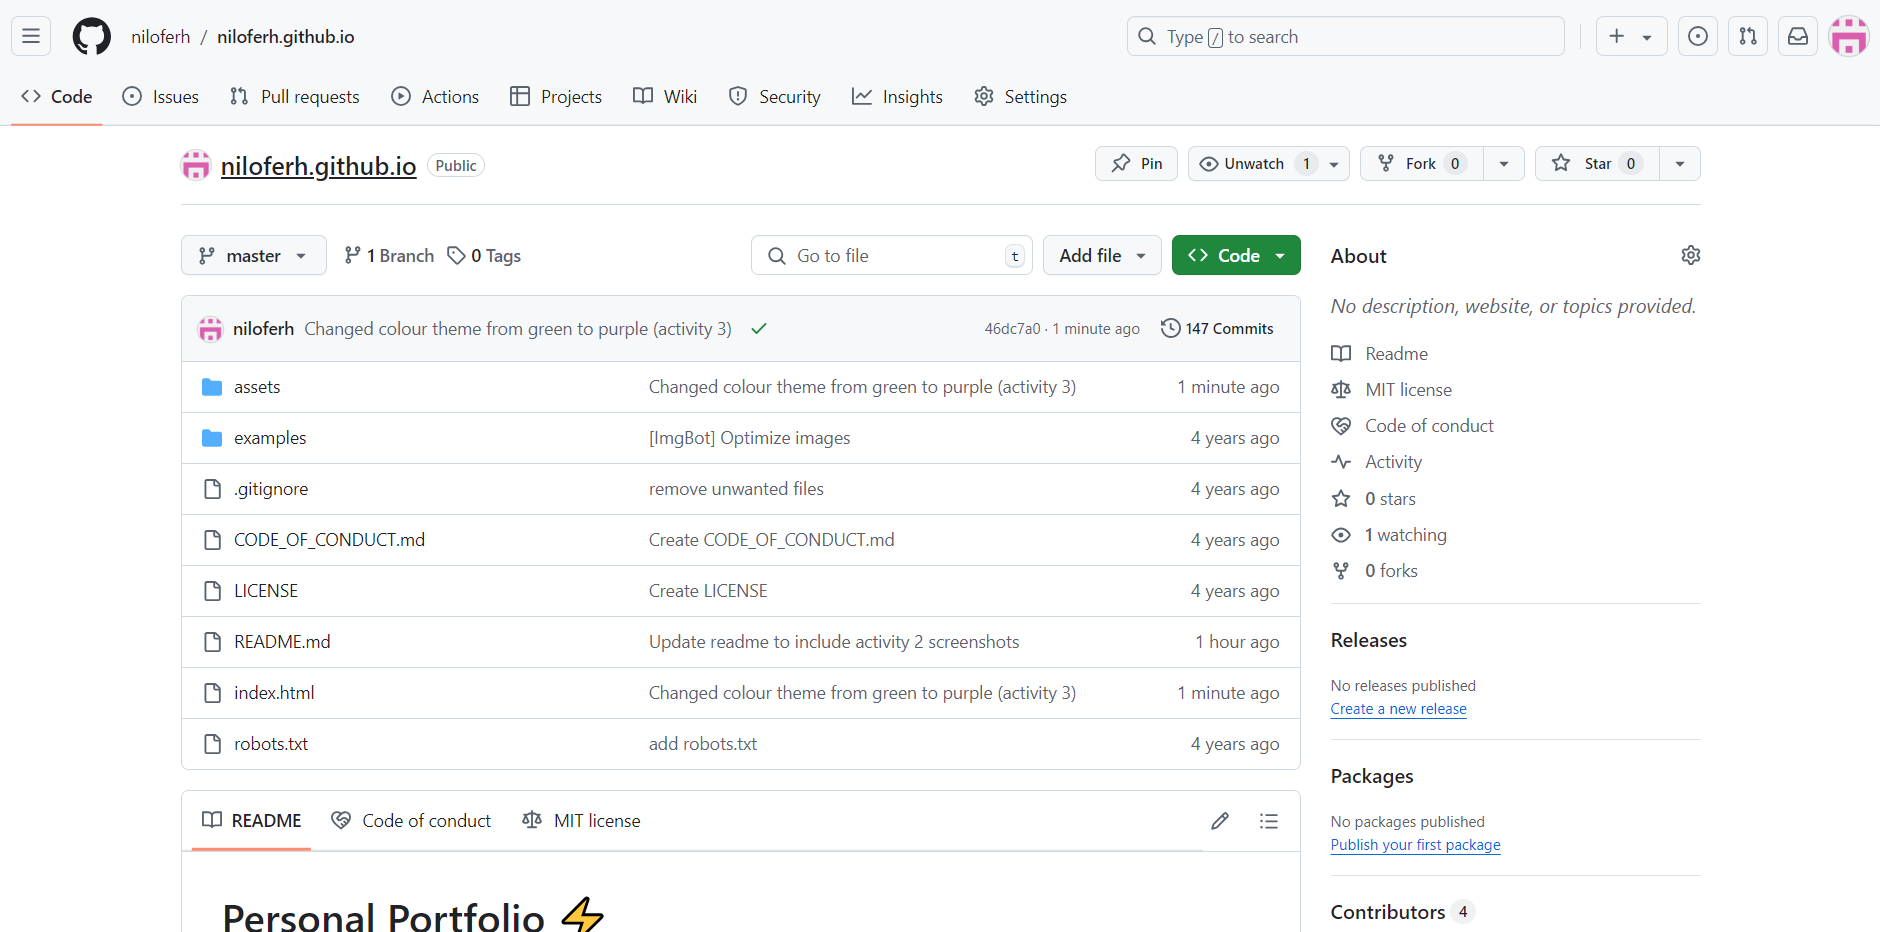 niloferh / niloferh.github.io
Type / to search
Code Issues Pull requests Actions Projects Wiki Security Insights Settings
niloferh.github.io Public
Pin Unwatch 1 Fork 0 Star 0
master 1 Branch 0 Tags Go to file t Add file Code
niloferh Changed colour theme from green to purple (activity 3) 46dc7a0 · 1 minute ago 147 Commits
assets Changed colour theme from green to purple (activity 3) 1 minute ago
examples [ImgBot] Optimize images 4 years ago
.gitignore remove unwanted files 4 years ago
CODE_OF_CONDUCT.md Create CODE_OF_CONDUCT.md 4 years ago
LICENSE Create LICENSE 4 years ago
README.md Update readme to include activity 2 screenshots 1 hour ago
index.html Changed colour theme from green to purple (activity 3) 1 minute ago
robots.txt add robots.txt 4 years ago
README Code of conduct MIT license
Personal Portfolio ⚡
About
No description, website, or topics provided.
Readme
MIT license
Code of conduct
Activity
0 stars
1 watching
0 forks
Releases
No releases published
Create a new release
Packages
No packages published
Publish your first package
Contributors 4